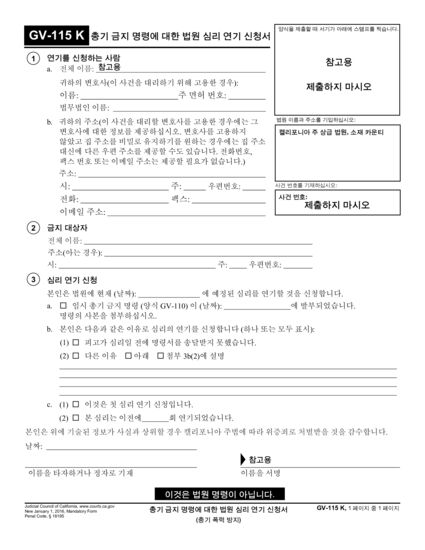 GV-115 K 총기 금지 명령에 대한 법원 심리 연기 신청서
양식을 제출할 때 서기가 아래에 스탬프를 찍습니다.
참고용
제출하지 마시오
1 연기를 신청하는 사람
a. 전체 이름: 참고용
귀하의 변호사(이 사건을 대리하기 위해 고용한 경우):
이름: 주 면허 번호:
법무법인 이름:
b. 귀하의 주소(이 사건을 대리할 변호사를 고용한 경우에는 그
변호사에 대한 정보를 제공하십시오. 변호사를 고용하지
않았고 집 주소를 비밀로 유지하기를 원하는 경우에는 집 주소
대신에 다른 우편 주소를 제공할 수도 있습니다. 전화번호,
팩스 번호 또는 이메일 주소는 제공할 필요가 없습니다.)
주소:
시: 주: 우편번호:
전화: 팩스:
이메일 주소:
법원 이름과 주소를 기입하십시오:
캘리포니아 주 상급 법원, 소재 카운티
사건 번호를 기재하십시오:
사건 번호:
제출하지 마시오
2 금지 대상자
전체 이름:
주소(아는 경우):
시: 주: 우편번호:
3 심리 연기 신청
본인은 법원에 현재 (날짜): 에 예정된 심리를 연기할 것을 신청합니다.
a. ☐ 임시 총기 금지 명령 (양식 GV-110) 이 (날짜): 에 발부되었습니다.
명령의 사본을 첨부하십시오.
b. 본인은 다음과 같은 이유로 심리의 연기를 신청합니다 (하나 또는 모두 표시):
(1) ☐ 피고가 심리일 전에 명령서를 송달받지 못했습니다.
(2) ☐ 다른 이유 ☐ 아래 ☐ 첨부 3b(2)에 설명
c. (1) ☐ 이것은 첫 심리 연기 신청입니다.
(2) ☐ 본 심리는 이전에 회 연기되었습니다.
본인은 위에 기술된 정보가 사실과 상위할 경우 캘리포니아 주법에 따라 위증죄로 처벌받을 것을 감수합니다.
날짜:
참고용
이름을 타자하거나 정자로 기재 이름을 서명
이것은 법원 명령이 아닙니다.
Judicial Council of California, www.courts.ca.gov
New January 1, 2016, Mandatory Form
Penal Code, § 18195
총기 금지 명령에 대한 법원 심리 연기 신청서
(총기 폭력 방지)
GV-115 K, 1 페이지 중 1 페이지